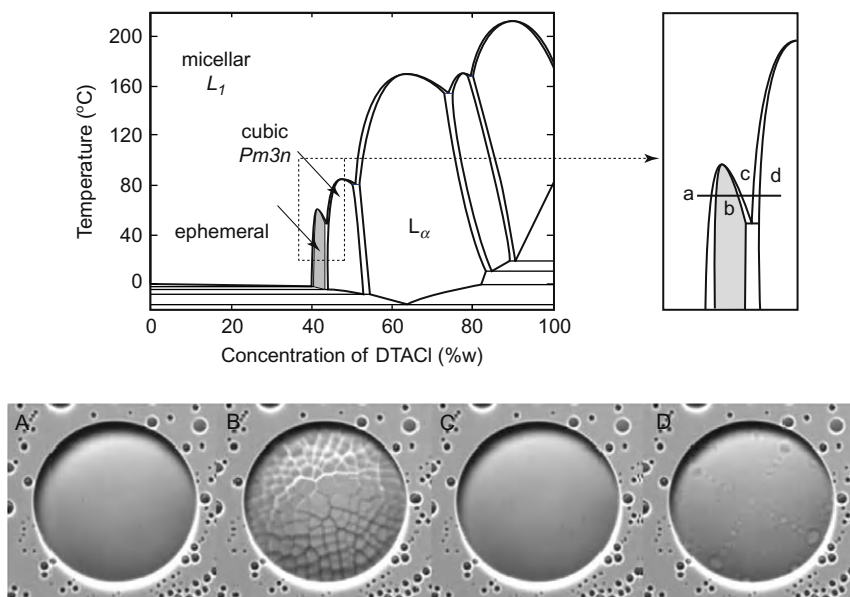 200
160
120
80
40
0
Temperature (°C)
micellar
L1
cubic
Pm3n
ephemeral
Lα
0 20 40 60 80 100
Concentration of DTACl (%w)
a
b
c
d
A
B
C
D